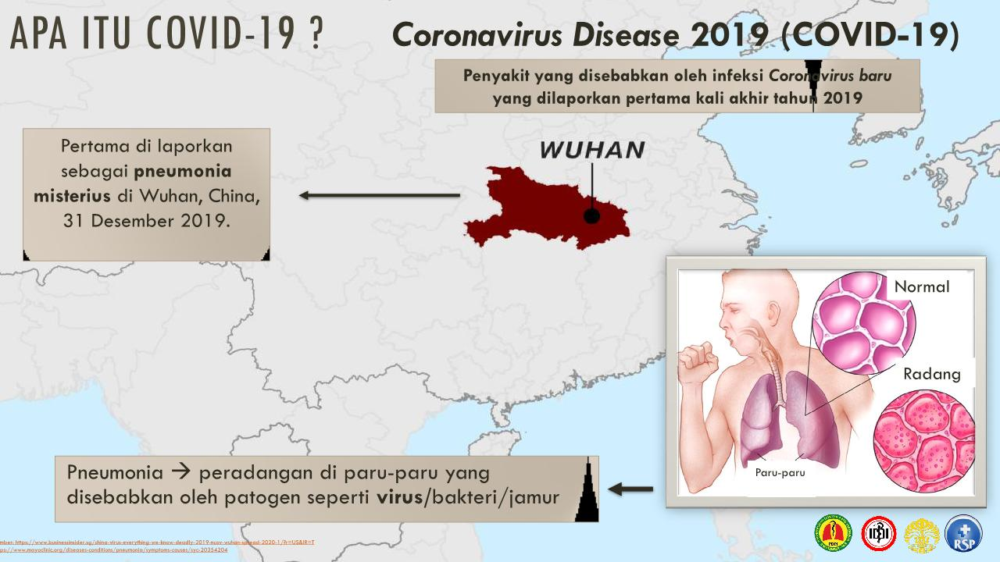 APA ITU COVID-19 ?
Coronavirus Disease 2019 (COVID-19)
Penyakit yang disebabkan oleh infeksi Coronavirus baru
yang dilaporkan pertama kali akhir tahun 2019
Pertama di laporkan
sebagai pneumonia
misterius di Wuhan, China,
31 Desember 2019.
WUHAN
Normal
Radang
Paru-paru
Pneumonia → peradangan di paru-paru yang
disebabkan oleh patogen seperti virus/bakteri/jamur
mber: https://www.businessinsider.sg/china-virus-everything-we-know-deadly-2019-ncov-wuhan-spread-2020-1/?r=US&IR=T
ps://www.mayoclinic.org/diseases-conditions/pneumonia/symptoms-causes/syc-20354204
PDPI
IDI
RSP